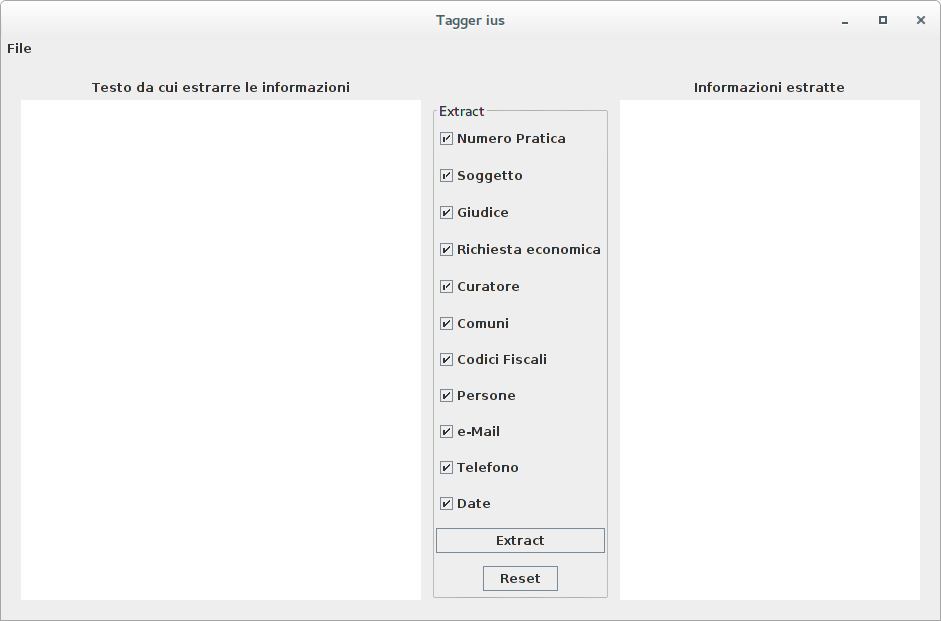 Tagger ius
File
Testo da cui estrarre le informazioni
Informazioni estratte
Extract
Numero Pratica
Soggetto
Giudice
Richiesta economica
Curatore
Comuni
Codici Fiscali
Persone
e-Mail
Telefono
Date
Extract
Reset